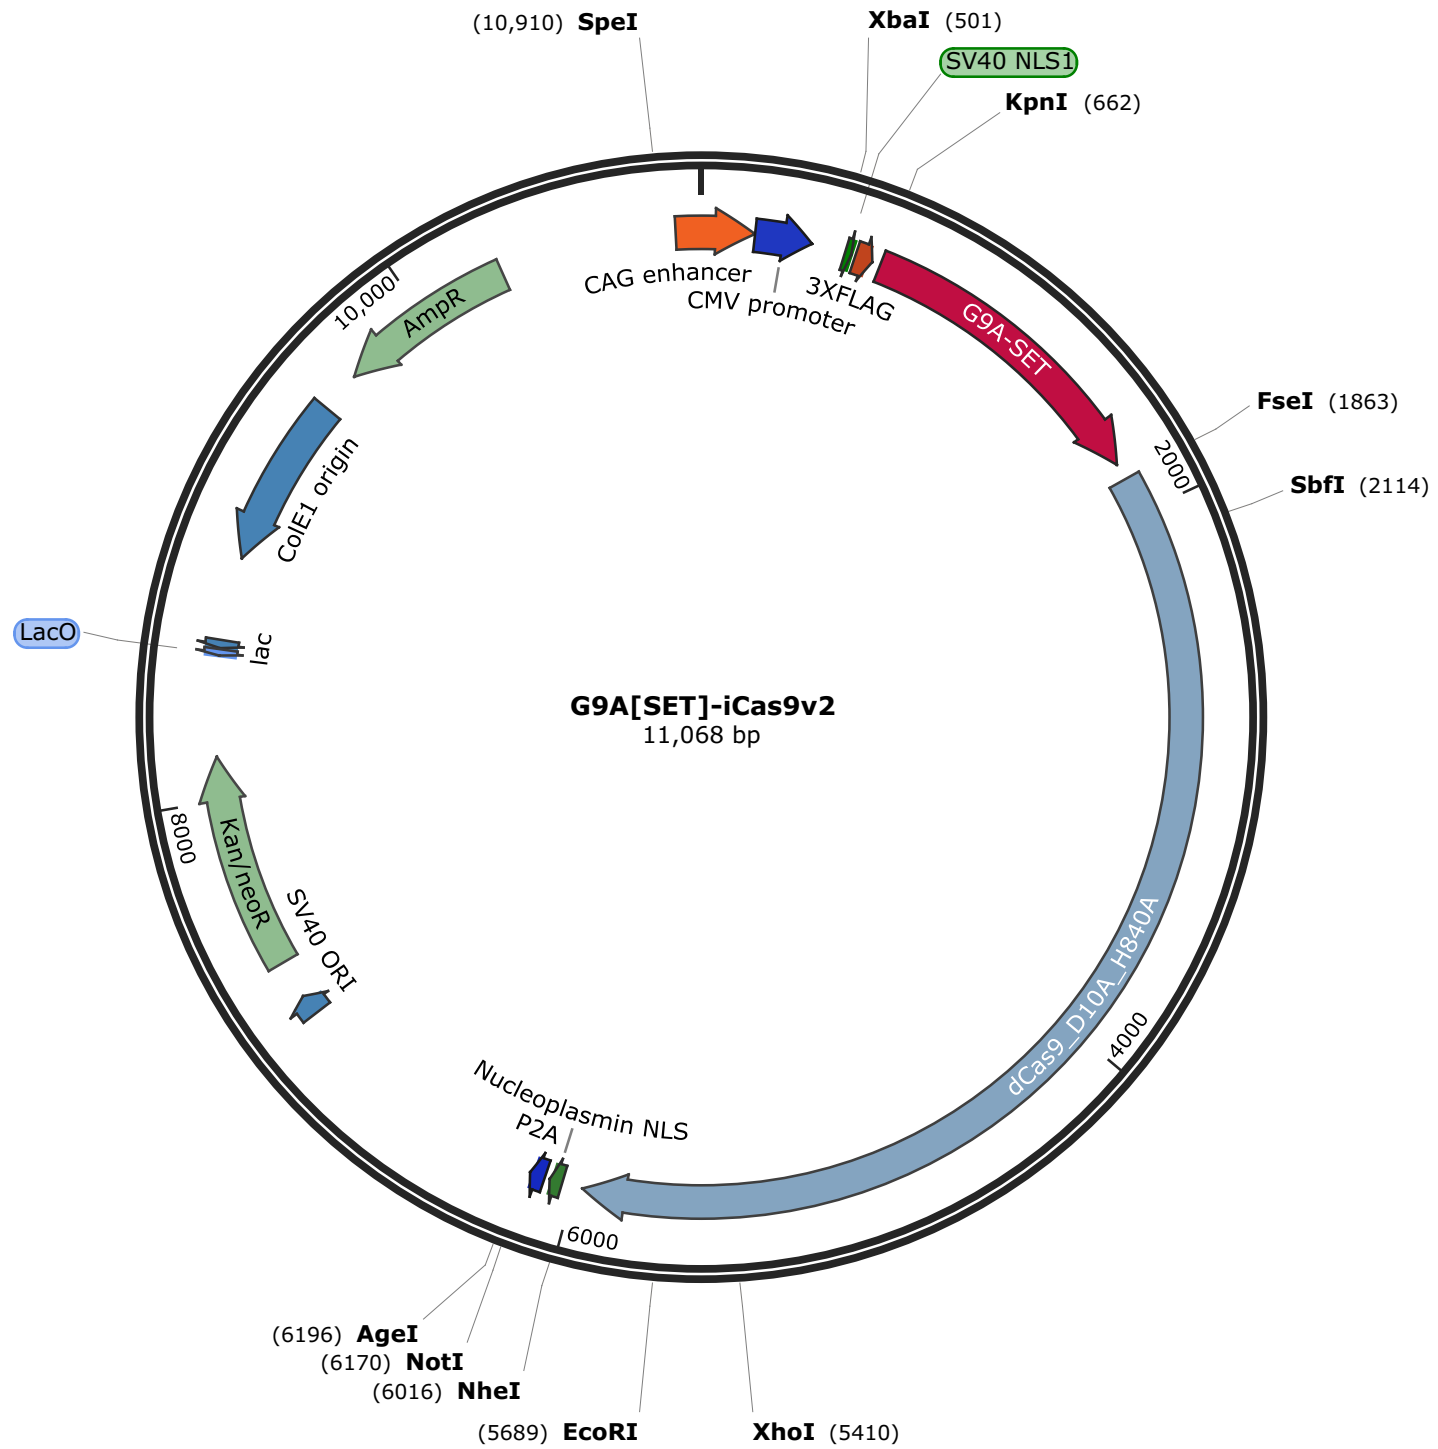 (10,910) SpeI
XbaI (501)
SV40 NLS1
KpnI (662)
CAG enhancer
CMV promoter
3XFLAG
G9A-SET
10,000
AmpR
FseI (1863)
2000
SbfI (2114)
ColE1 origin
LacO
lac
G9A[SET]-iCas9v2
11,068 bp
8000
Kan/neoR
SV40 ORI
dCas9_D10A_H840A
4000
Nucleoplasmin NLS
P2A
6000
(6196) AgeI
(6170) NotI
(6016) NheI
(5689) EcoRI
XhoI (5410)